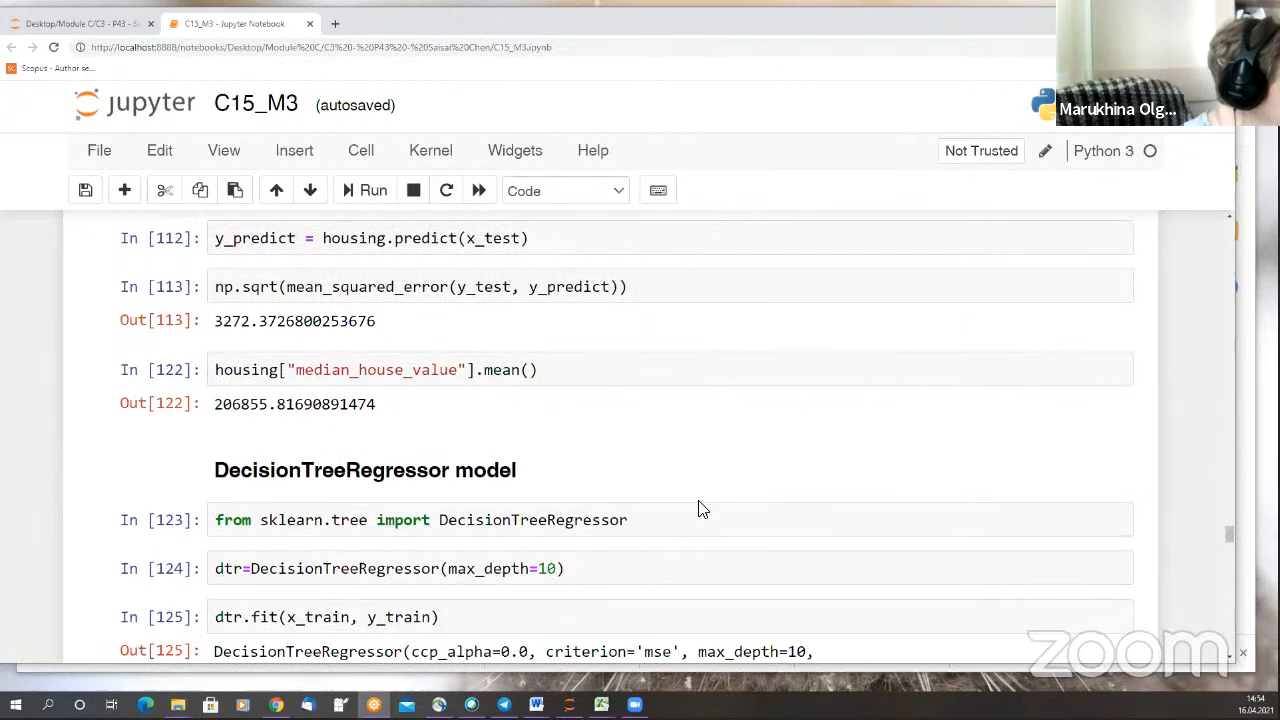 Desktop/Module C/C3 - P43 - S
C15_M3 - Jupyter Notebook
http://localhost:8888/notebooks/Desktop/Module%20C/C3%20-%20P43%20-%20Saisai%20Chen/C15_M3.ipynb
Scopus - Author se...
jupyter C15_M3 (autosaved)
Marukhina Olg...
File Edit View Insert Cell Kernel Widgets Help
Not Trusted
Python 3
Run
Code
In [112]: y_predict = housing.predict(x_test)
In [113]: np.sqrt(mean_squared_error(y_test, y_predict))
Out[113]: 3272.3726800253676
In [122]: housing["median_house_value"].mean()
Out[122]: 206855.81690891474
DecisionTreeRegressor model
In [123]: from sklearn.tree import DecisionTreeRegressor
In [124]: dtr=DecisionTreeRegressor(max_depth=10)
In [125]: dtr.fit(x_train, y_train)
Out[125]: DecisionTreeRegressor(ccp_alpha=0.0, criterion='mse', max_depth=10,
zoom
14:54
16.04.2021